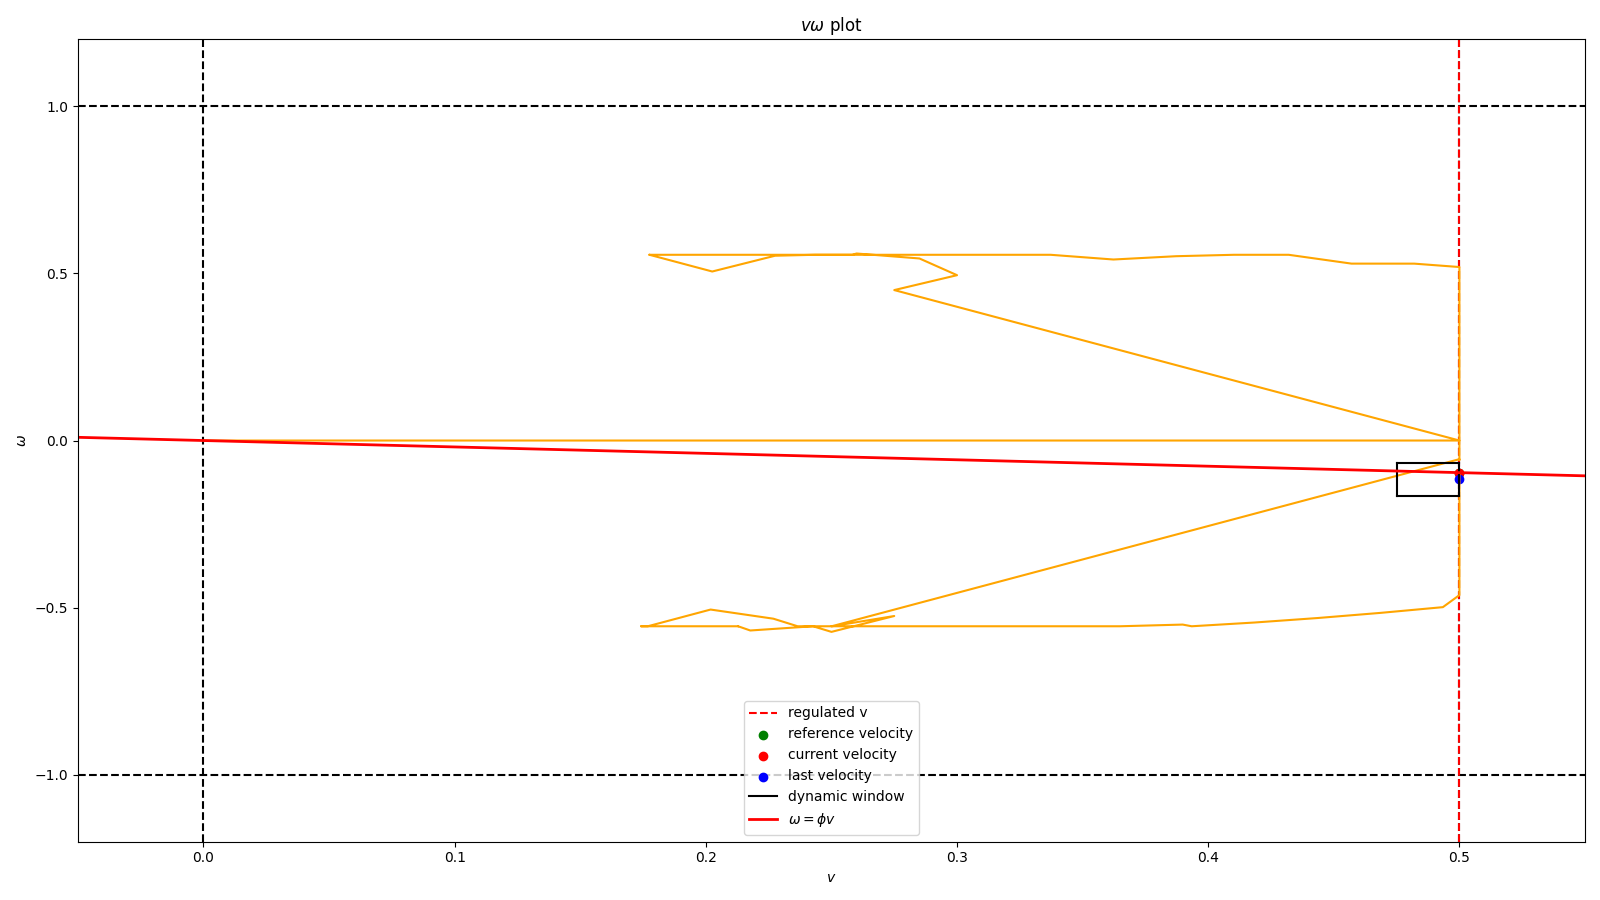 vω plot
1.0
0.5
0.0
−0.5
−1.0
ω
0.0 0.1 0.2 0.3 0.4 0.5
v
regulated v
reference velocity
current velocity
last velocity
dynamic window
ω = ϕv